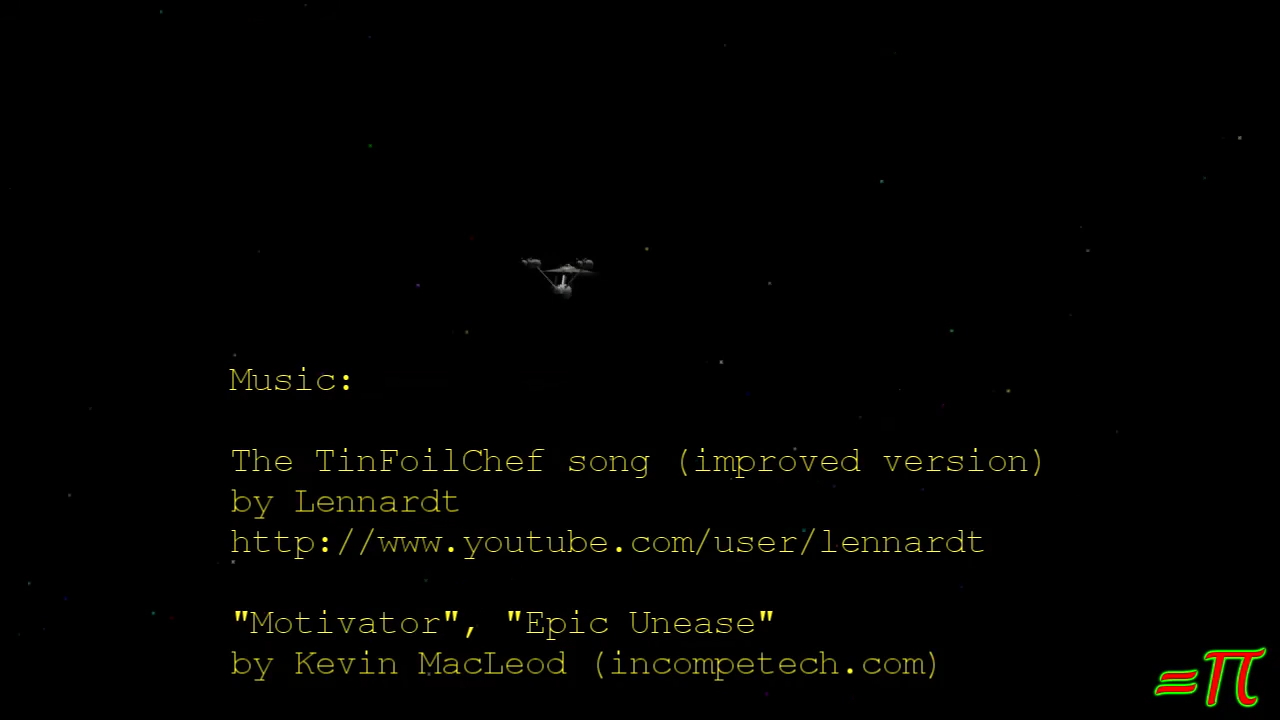 Music:
The TinFoilChef song (improved version)
by Lennardt
http://www.youtube.com/user/lennardt
"Motivator", "Epic Unease"
by Kevin MacLeod (incompetech.com)
=π